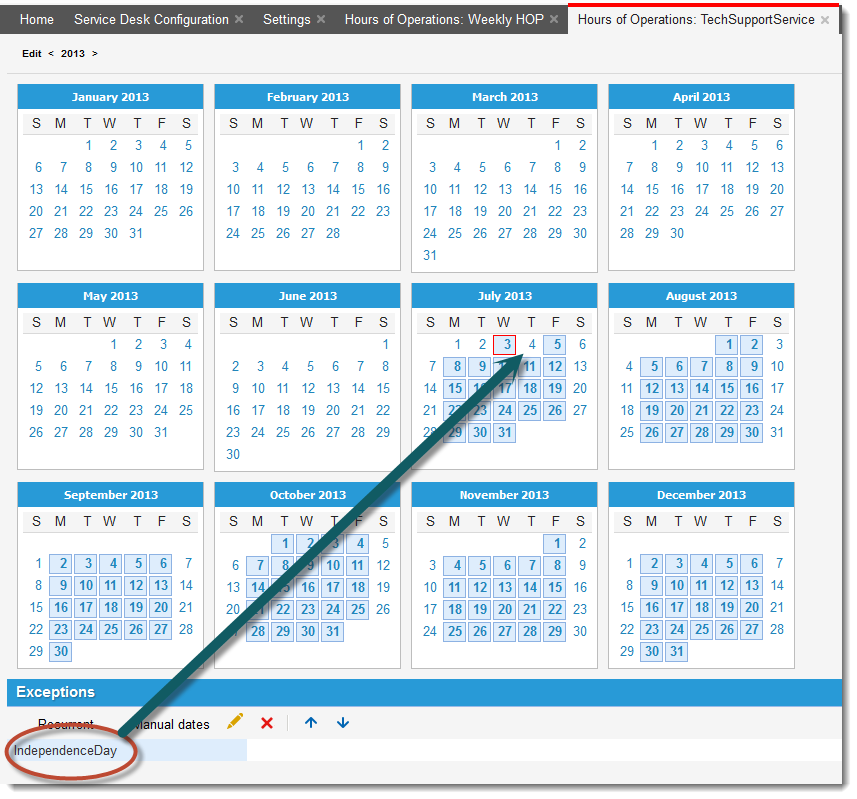 Home Service Desk Configuration Settings Hours of Operations: Weekly HOP Hours of Operations: TechSupportService
Edit < 2013 >
January 2013
S M T W T F S
1 2 3 4 5
6 7 8 9 10 11 12
13 14 15 16 17 18 19
20 21 22 23 24 25 26
27 28 29 30 31
February 2013
S M T W T F S
1 2
3 4 5 6 7 8 9
10 11 12 13 14 15 16
17 18 19 20 21 22 23
24 25 26 27 28
March 2013
S M T W T F S
1 2
3 4 5 6 7 8 9
10 11 12 13 14 15 16
17 18 19 20 21 22 23
24 25 26 27 28 29 30
31
April 2013
S M T W T F S
1 2 3 4 5 6
7 8 9 10 11 12 13
14 15 16 17 18 19 20
21 22 23 24 25 26 27
28 29 30
May 2013
S M T W T F S
1 2 3 4
5 6 7 8 9 10 11
12 13 14 15 16 17 18
19 20 21 22 23 24 25
26 27 28 29 30 31
June 2013
S M T W T F S
1
2 3 4 5 6 7 8
9 10 11 12 13 14 15
16 17 18 19 20 21 22
23 24 25 26 27 28 29
30
July 2013
S M T W T F S
1 2 3 4 5 6
7 8 9 11 12 13
14 15 16 17 18 19 20
21 22 23 24 25 26 27
28 29 30 31
August 2013
S M T W T F S
1 2 3
4 5 6 7 8 9 10
11 12 13 14 15 16 17
18 19 20 21 22 23 24
25 26 27 28 29 30 31
September 2013
S M T W T F S
1 2 3 4 5 6 7
8 9 10 11 12 13 14
15 16 17 18 19 20 21
22 23 24 25 26 27 28
29 30
October 2013
S M T W T F S
1 2 3 4 5
6 7 8 9 10 11 12
13 14 16 17 18 19
20 22 23 24 25 26
28 29 30 31
November 2013
S M T W T F S
1 2
3 4 5 6 7 8 9
10 11 12 13 14 15 16
17 18 19 20 21 22 23
24 25 26 27 28 29 30
December 2013
S M T W T F S
1 2 3 4 5 6 7
8 9 10 11 12 13 14
15 16 17 18 19 20 21
22 23 24 25 26 27 28
29 30 31
Exceptions
Recurrent Manual dates
IndependenceDay